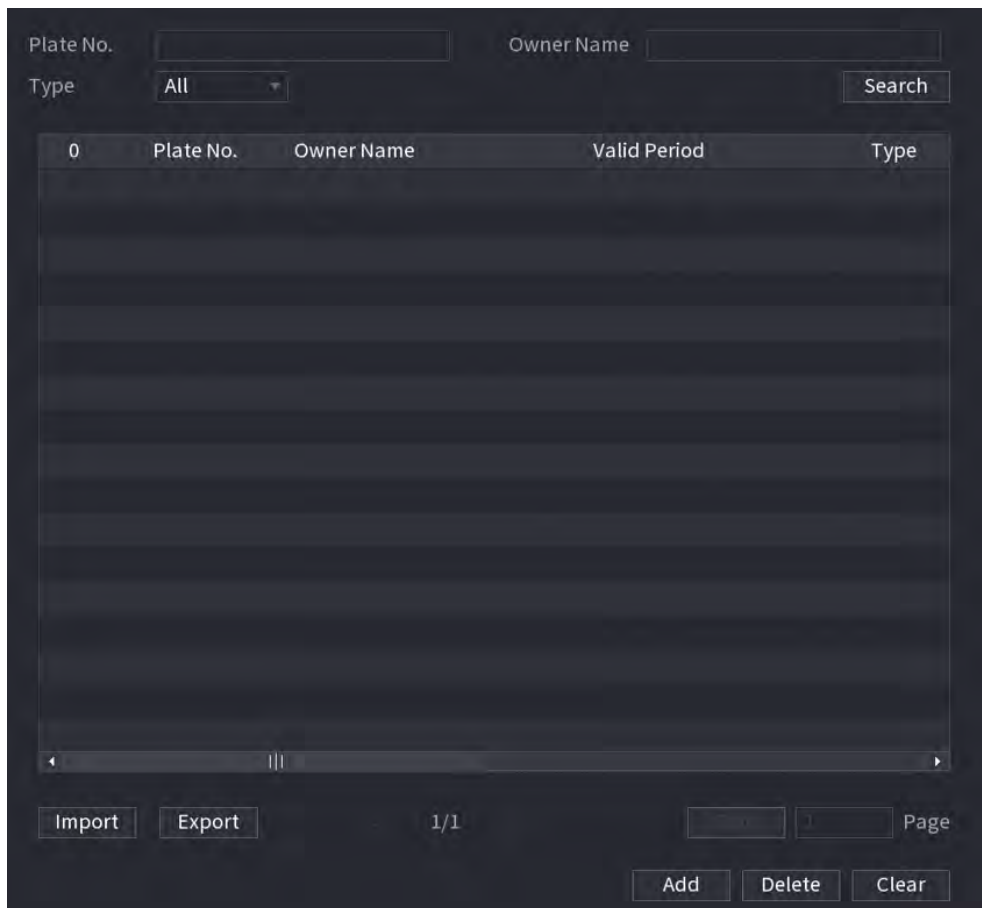 Plate No. Owner Name
Type All Search
0 Plate No. Owner Name Valid Period Type
Import Export 1/1 Page
Add Delete Clear